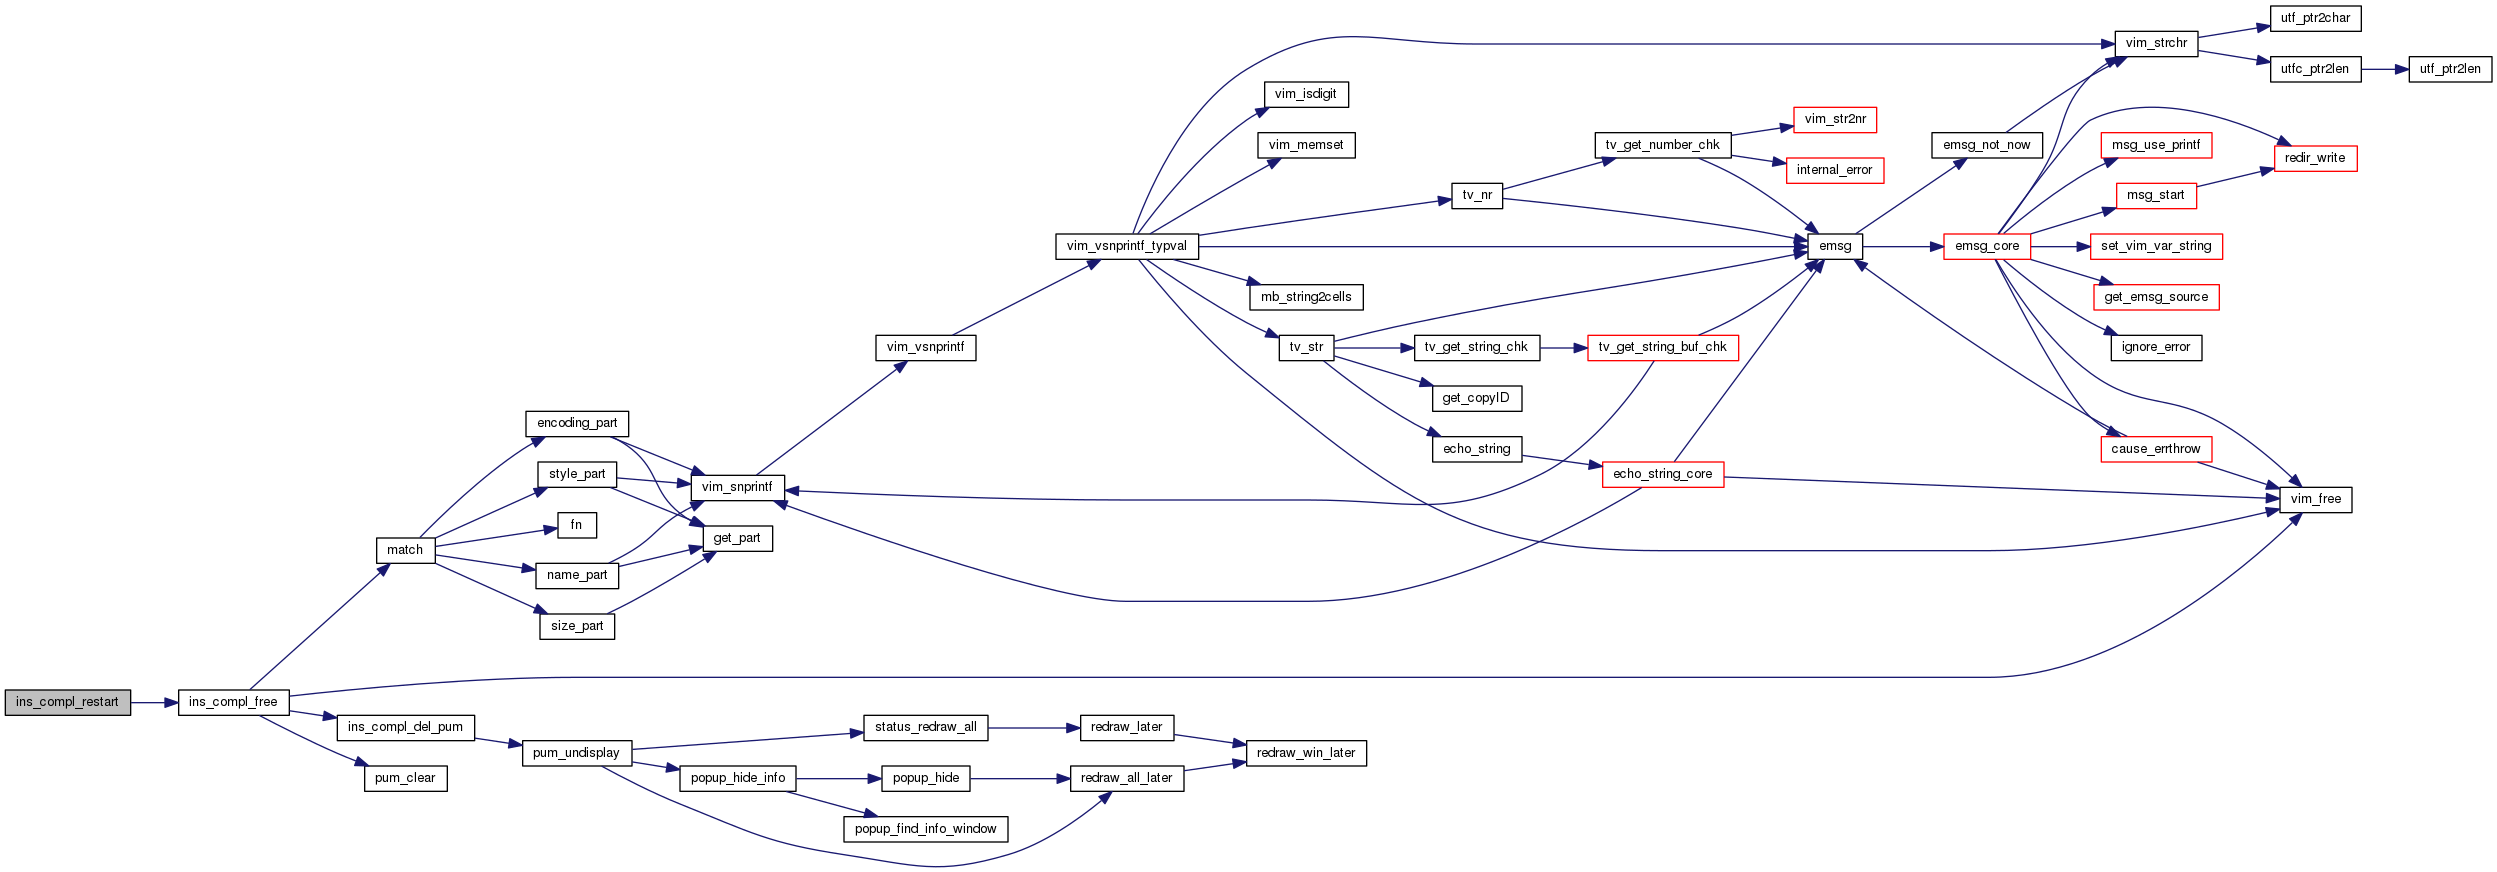 utf_ptr2char
vim_strchr
utfc_ptr2len
utf_ptr2len
vim_isdigit
vim_str2nr
vim_memset
tv_get_number_chk
emsg_not_now
msg_use_printf
redir_write
internal_error
tv_nr
msg_start
vim_vsnprintf_typval
emsg
emsg_core
set_vim_var_string
mb_string2cells
get_emsg_source
vim_vsnprintf
tv_str
tv_get_string_chk
tv_get_string_buf_chk
ignore_error
get_copyID
encoding_part
echo_string
cause_errthrow
style_part
echo_string_core
vim_snprintf
vim_free
fn
get_part
match
name_part
size_part
ins_compl_restart
ins_compl_free
ins_compl_del_pum
status_redraw_all
redraw_later
pum_undisplay
redraw_win_later
pum_clear
popup_hide_info
popup_hide
redraw_all_later
popup_find_info_window